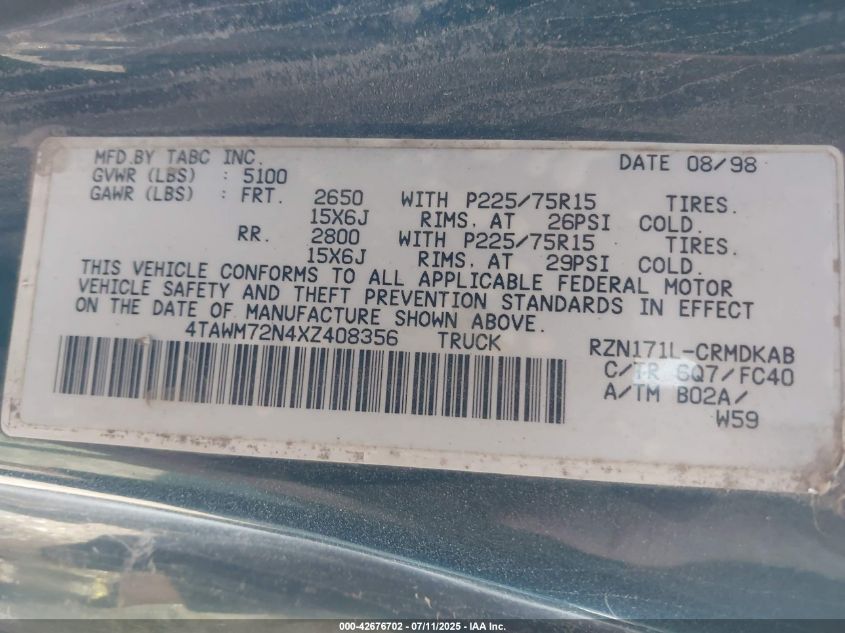 MFD.BY TABC INC. DATE 08/98
GVWR (LBS) : 5100
GAWR (LBS) : FRT. 2650 WITH P225/75R15 TIRES.
15X6J RIMS. AT 26PSI COLD.
RR. 2800 WITH P225/75R15 TIRES.
15X6J RIMS. AT 29PSI COLD.
THIS VEHICLE CONFORMS TO ALL APPLICABLE FEDERAL MOTOR
VEHICLE SAFETY AND THEFT PREVENTION STANDARDS IN EFFECT
ON THE DATE OF MANUFACTURE SHOWN ABOVE.
4TAWM72N4XZ408356 TRUCK RZN171L-CRMDKAB
C/TR 6Q7/FC40
A/TM B02A/
W59
000-42676702 - 07/11/2025 - IAA Inc.